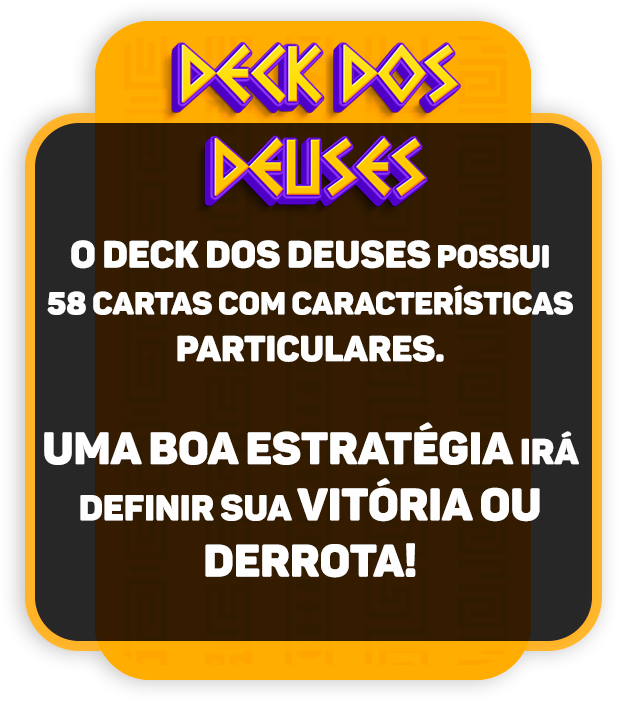 DECK DOS
DEUSES
O DECK DOS DEUSES POSSUI
58 CARTAS COM CARACTERÍSTICAS
PARTICULARES.
UMA BOA ESTRATÉGIA IRÁ
DEFINIR SUA VITÓRIA OU
DERROTA!